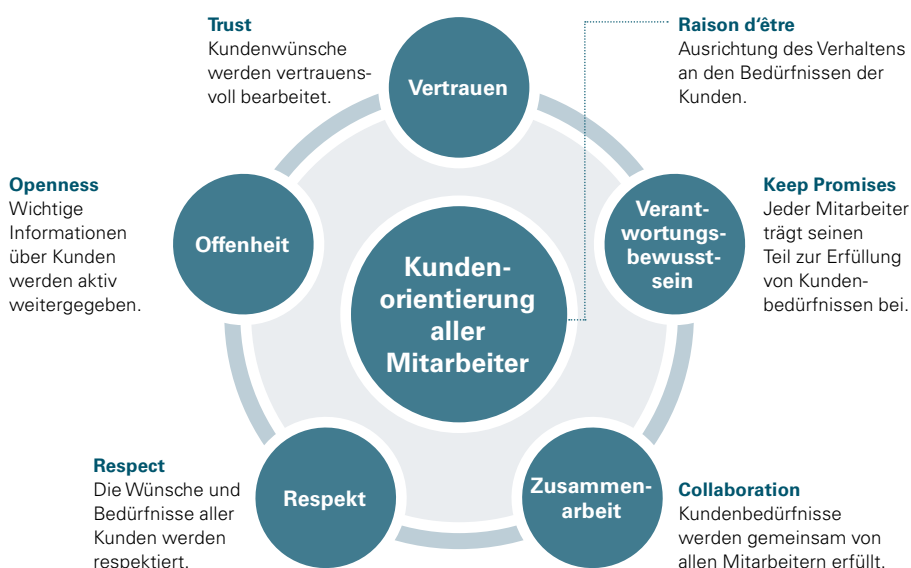 Trust
Kundenwünsche
werden vertrauens-
voll bearbeitet.
Vertrauen
Raison d‘être
Ausrichtung des Verhaltens
an den Bedürfnissen der
Kunden.
Openness
Wichtige
Informationen
über Kunden
werden aktiv
weitergegeben.
Offenheit
Kunden-
orientierung
aller
Mitarbeiter
Verant-
wortungs-
bewusst-
sein
Keep Promises
Jeder Mitarbeiter
trägt seinen
Teil zur Erfüllung
von Kunden-
bedürfnissen bei.
Respect
Die Wünsche und
Bedürfnisse aller
Kunden werden
respektiert.
Respekt
Zusammen-
arbeit
Collaboration
Kundenbedürfnisse
werden gemeinsam von
allen Mitarbeitern erfüllt.